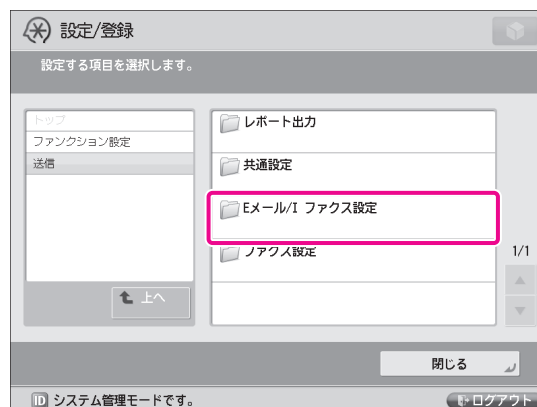 設定/登録
設定する項目を選択します。
トップ
ファンクション設定
送信
上へ
レポート出力
共通設定
Eメール/I ファクス設定
ファクス設定
1/1
閉じる
ID システム管理モードです。
ログアウト